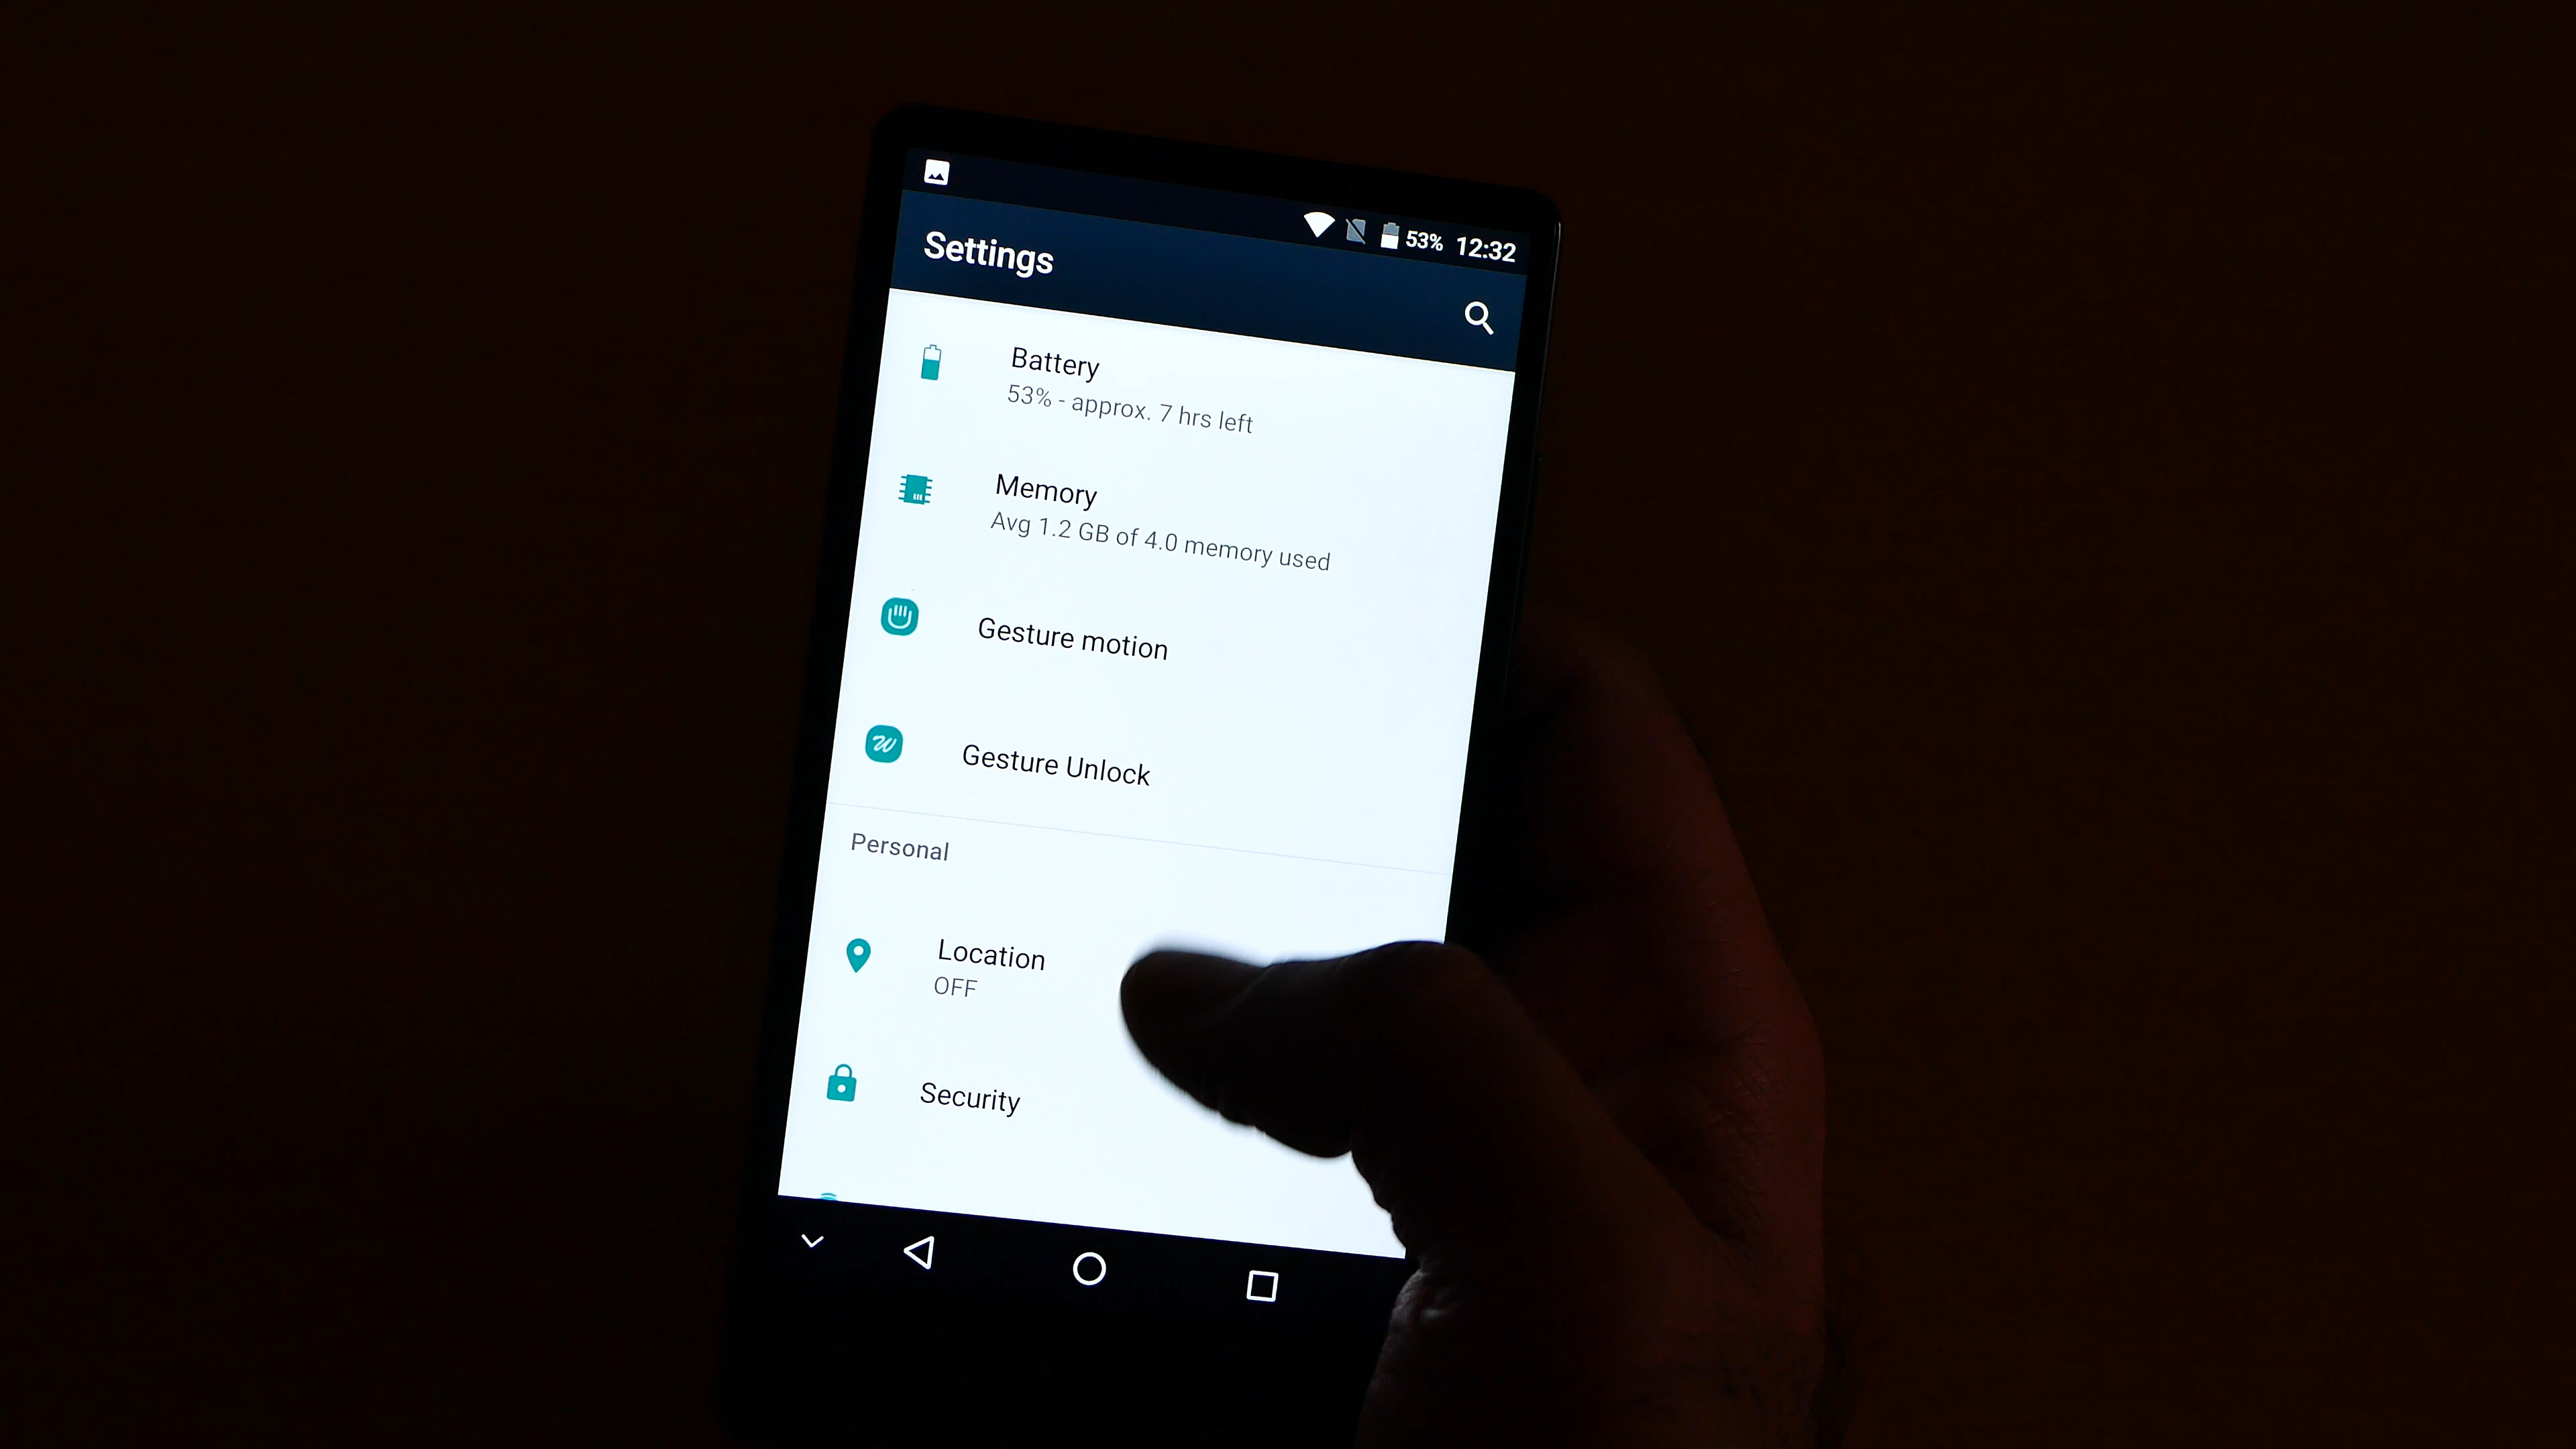 53% 12:32
Settings
Battery
53% - approx. 7 hrs left
Memory
Avg 1.2 GB of 4.0 memory used
Gesture motion
Gesture Unlock
Personal
Location
OFF
Security